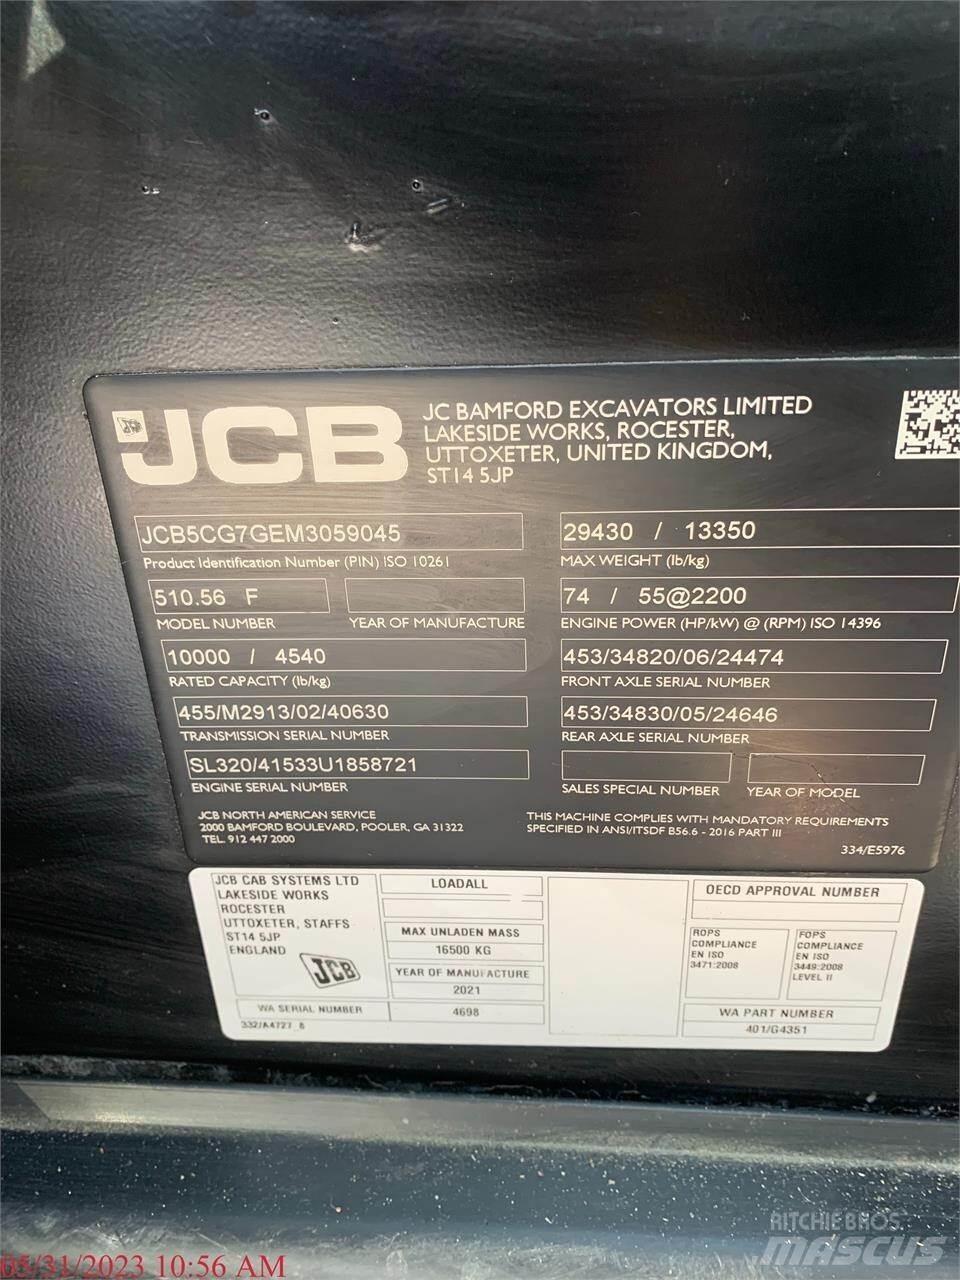 JCB
JC BAMFORD EXCAVATORS LIMITED
LAKESIDE WORKS, ROCESTER,
UTTOXETER, UNITED KINGDOM,
ST14 5JP
JCB5CG7GEM3059045
Product Identification Number (PIN) ISO 10261
29430 / 13350
MAX WEIGHT (lb/kg)
510.56 F
MODEL NUMBER
YEAR OF MANUFACTURE
74 / 55@2200
ENGINE POWER (HP/kW) @ (RPM) ISO 14396
10000 / 4540
RATED CAPACITY (lb/kg)
453/34820/06/24474
FRONT AXLE SERIAL NUMBER
455/M2913/02/40630
TRANSMISSION SERIAL NUMBER
453/34830/05/24646
REAR AXLE SERIAL NUMBER
SL320/41533U1858721
ENGINE SERIAL NUMBER
SALES SPECIAL NUMBER
YEAR OF MODEL
JCB NORTH AMERICAN SERVICE
2000 BAMFORD BOULEVARD, POOLER, GA 31322
TEL. 912 447 2000
THIS MACHINE COMPLIES WITH MANDATORY REQUIREMENTS
SPECIFIED IN ANSI/ITSDF B56.6 - 2016 PART III
334/E5976
JCB CAB SYSTEMS LTD
LAKESIDE WORKS
ROCESTER
UTTOXETER, STAFFS
ST14 5JP
ENGLAND
JCB
WA SERIAL NUMBER
332/A4727_8
LOADALL
MAX UNLADEN MASS
16500 KG
YEAR OF MANUFACTURE
2021
4698
OECD APPROVAL NUMBER
ROPS
COMPLIANCE
EN ISO
3471:2008
FOPS
COMPLIANCE
EN ISO
3449:2008
LEVEL II
WA PART NUMBER
401/G4351
RITCHIE BROS.
MASCUS
05/31/2023 10:56 AM